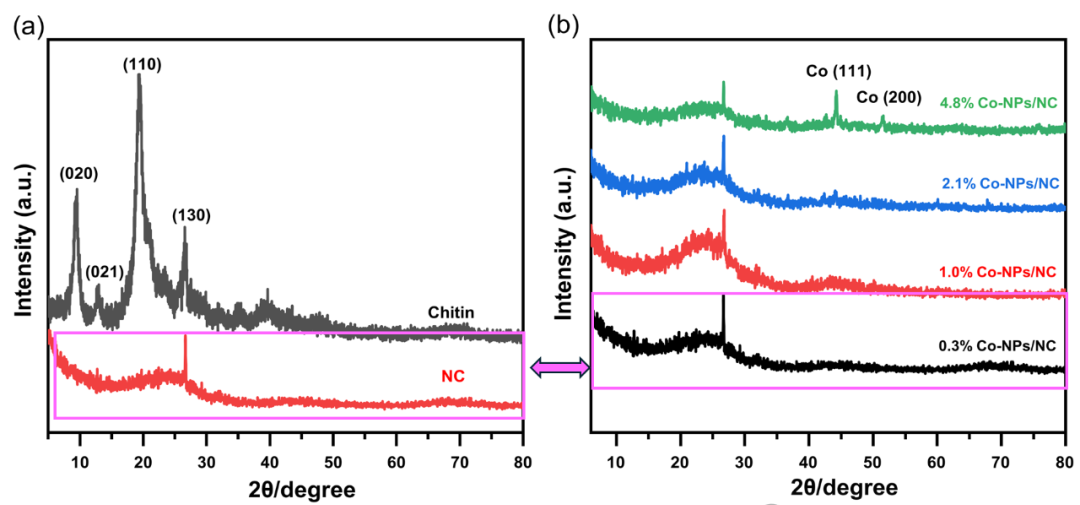 (a)
(b)
(110)
(020)
(021)
(130)
Chitin
NC
Intensity (a.u.)
10 20 30 40 50 60 70 80
2θ/degree
Co (111)
Co (200)
4.8% Co-NPs/NC
2.1% Co-NPs/NC
1.0% Co-NPs/NC
0.3% Co-NPs/NC
Intensity (a.u.)
10 20 30 40 50 60 70 80
2θ/degree